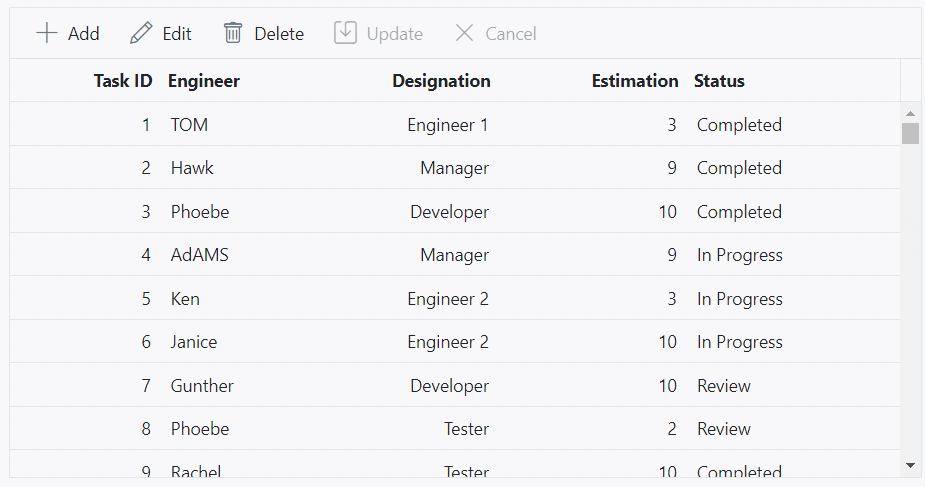 Add Edit Delete Update Cancel
Task ID Engineer Designation Estimation Status
1 TOM Engineer 1 3 Completed
2 Hawk Manager 9 Completed
3 Phoebe Developer 10 Completed
4 AdAMS Manager 9 In Progress
5 Ken Engineer 2 3 In Progress
6 Janice Engineer 2 10 In Progress
7 Gunther Developer 10 Review
8 Phoebe Tester 2 Review
9 Rachel Tester 10 Completed